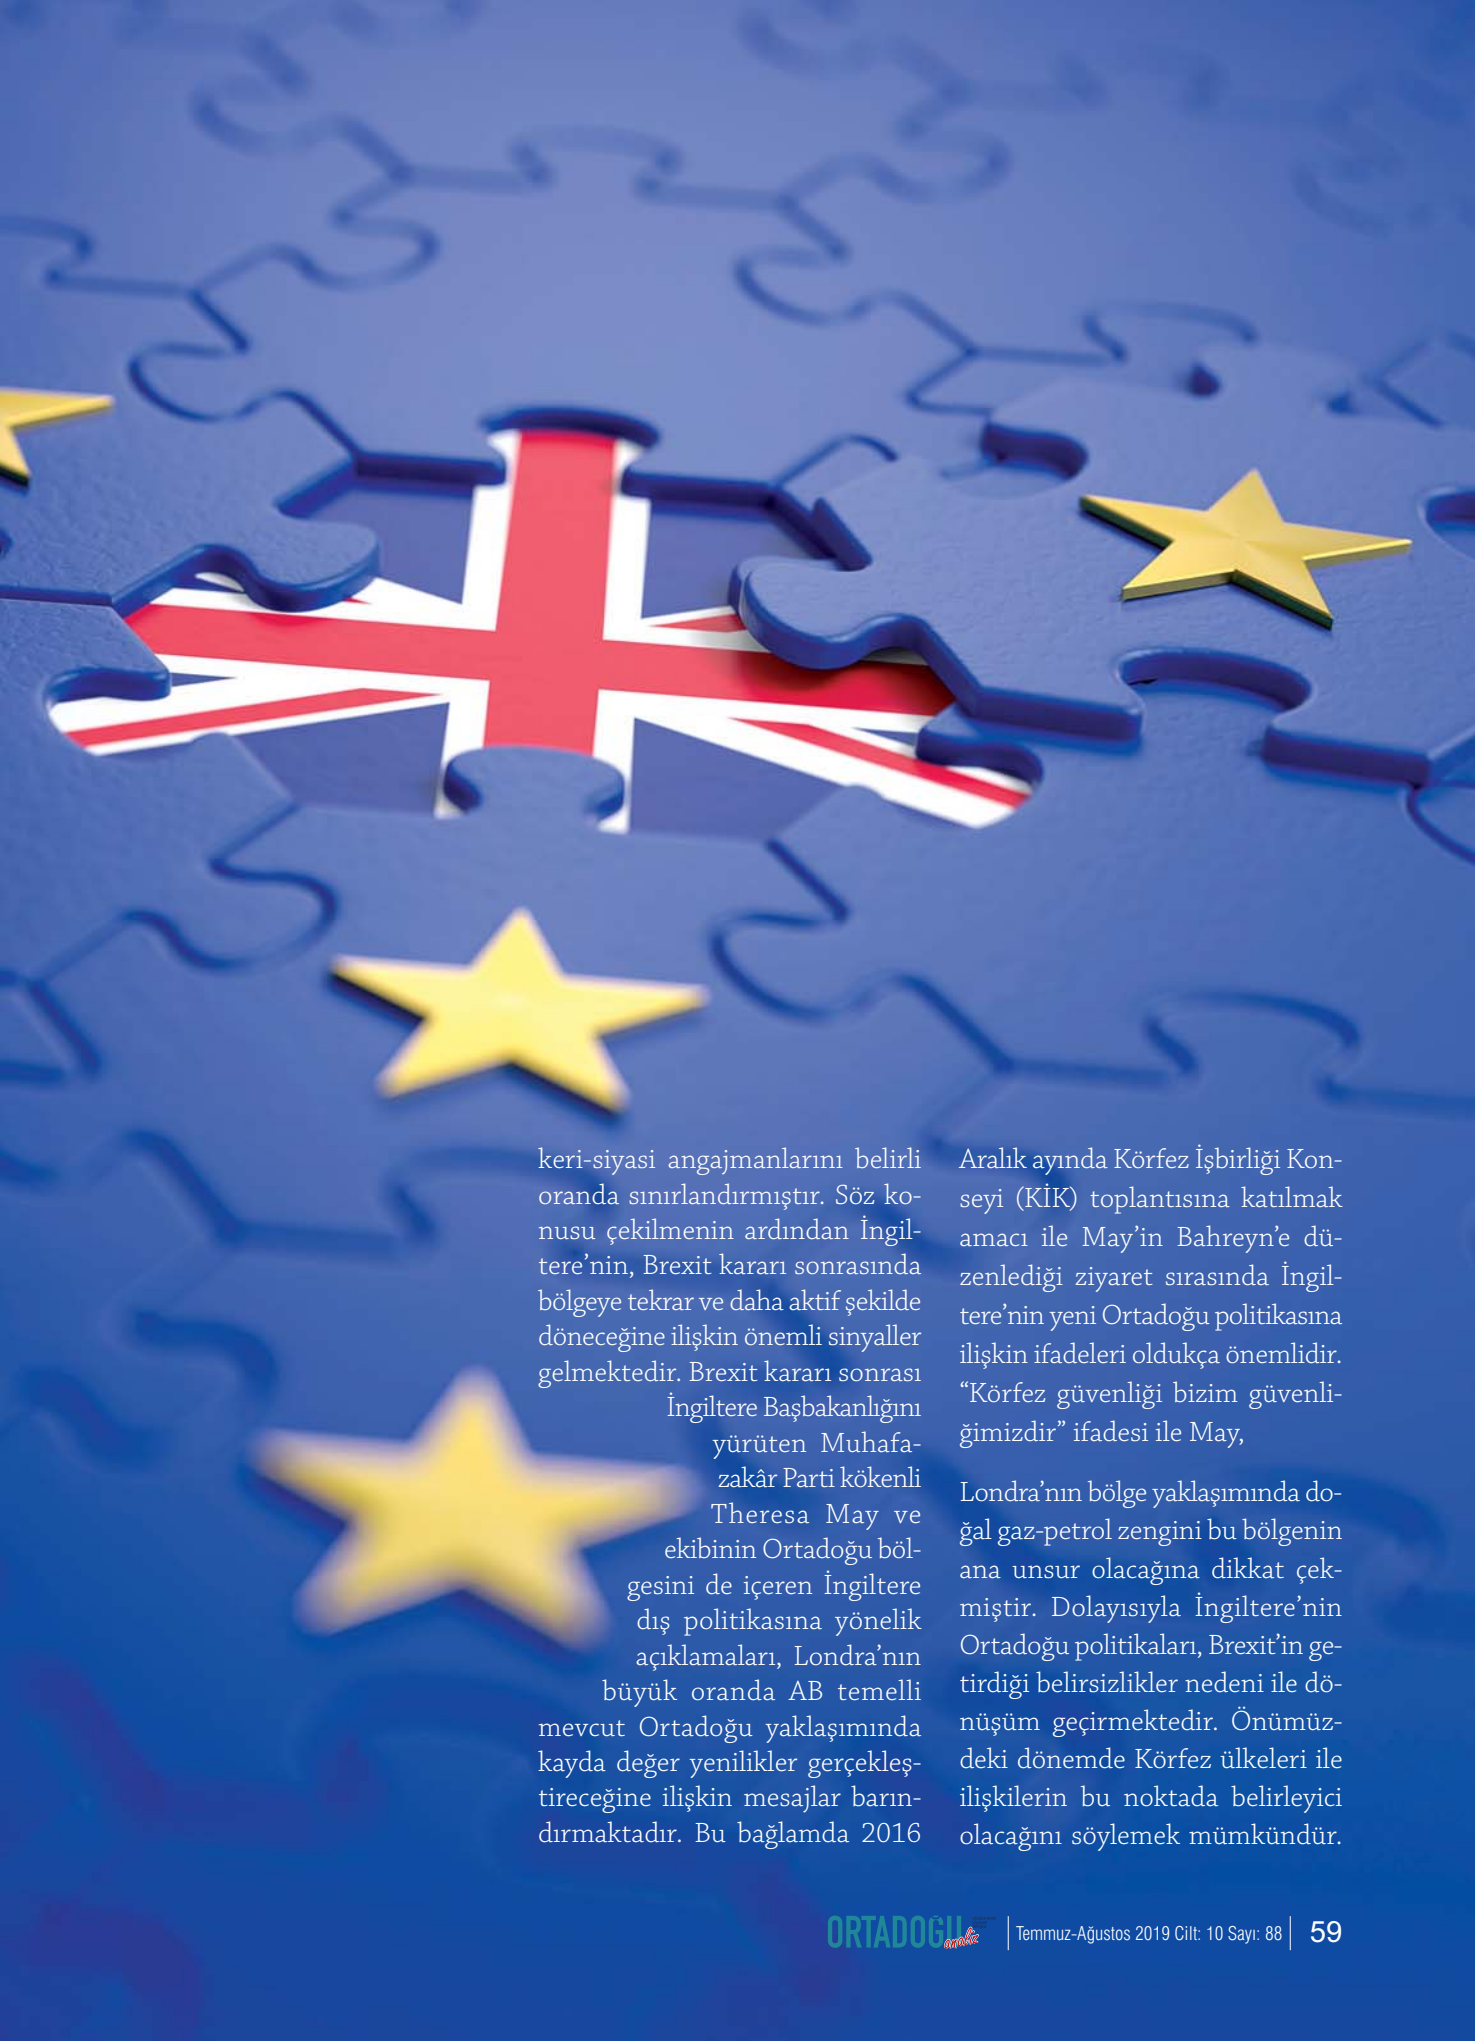 keri-siyasi angajmanlarını belirli
oranda sınırlandırmıştır. Söz ko-
nusu çekilmenin ardından İngil-
tere’nin, Brexit kararı sonrasında
bölgeye tekrar ve daha aktif şekilde
döneceğine ilişkin önemli sinyaller
gelmektedir. Brexit kararı sonrası
İngiltere Başbakanlığını
yürüten Muhafa-
zakâr Parti kökenli
Theresa May ve
ekibinin Ortadoğu böl-
gesini de içeren İngiltere
dış politikasına yönelik
açıklamaları, Londra’nın
büyük oranda AB temelli
mevcut Ortadoğu yaklaşımında
kayda değer yenilikler gerçekleş-
tireceğine ilişkin mesajlar barın-
dırmaktadır. Bu bağlamda 2016
Aralık ayında Körfez İşbirliği Kon-
seyi (KİK) toplantısına katılmak
amacı ile May’in Bahreyn’e dü-
zenlediği ziyaret sırasında İngil-
tere’nin yeni Ortadoğu politikasına
ilişkin ifadeleri oldukça önemlidir.
“Körfez güvenliği bizim güvenli-
ğimizdir” ifadesi ile May,
Londra’nın bölge yaklaşımında do-
ğal gaz-petrol zengini bu bölgenin
ana unsur olacağına dikkat çek-
miştir. Dolayısıyla İngiltere’nin
Ortadoğu politikaları, Brexit’in ge-
tirdiği belirsizlikler nedeni ile dö-
nüşüm geçirmektedir. Önümüz-
deki dönemde Körfez ülkeleri ile
ilişkilerin bu noktada belirleyici
olacağını söylemek mümkündür.
ORTADOĞU analiz
Temmuz-Ağustos 2019 Cilt: 10 Sayı: 88
59